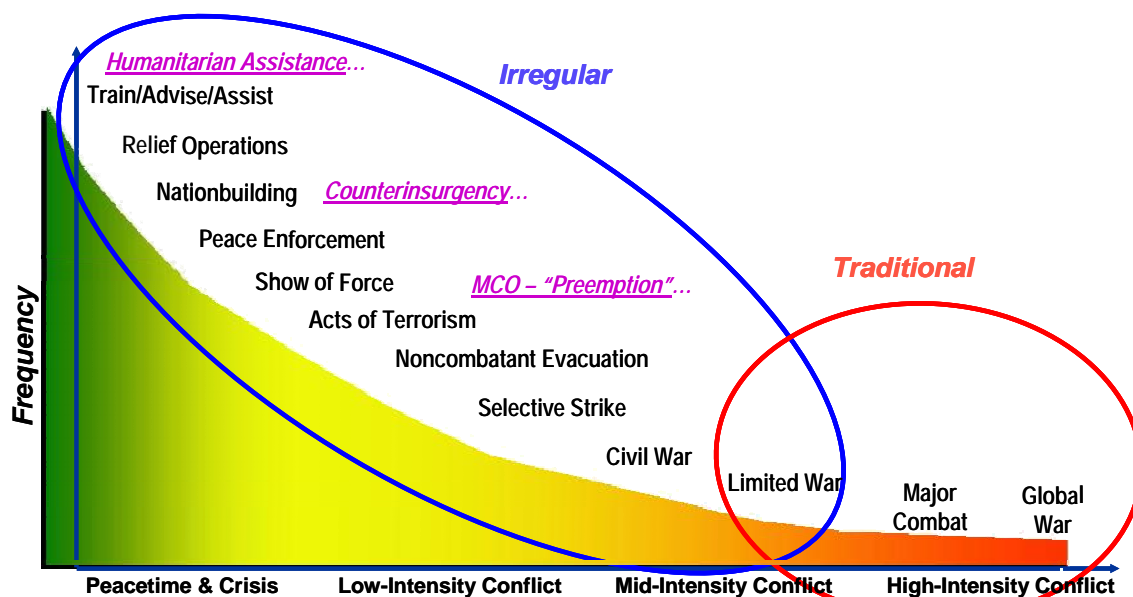 Humanitarian Assistance...
Irregular
Train/Advise/Assist
Relief Operations
Nationbuilding
Counterinsurgency...
Peace Enforcement
Traditional
Show of Force
MCO – “Preemption”...
Acts of Terrorism
Noncombatant Evacuation
Selective Strike
Civil War
Limited War
Major
Combat
Global
War
Frequency
Peacetime & Crisis
Low-Intensity Conflict
Mid-Intensity Conflict
High-Intensity Conflict